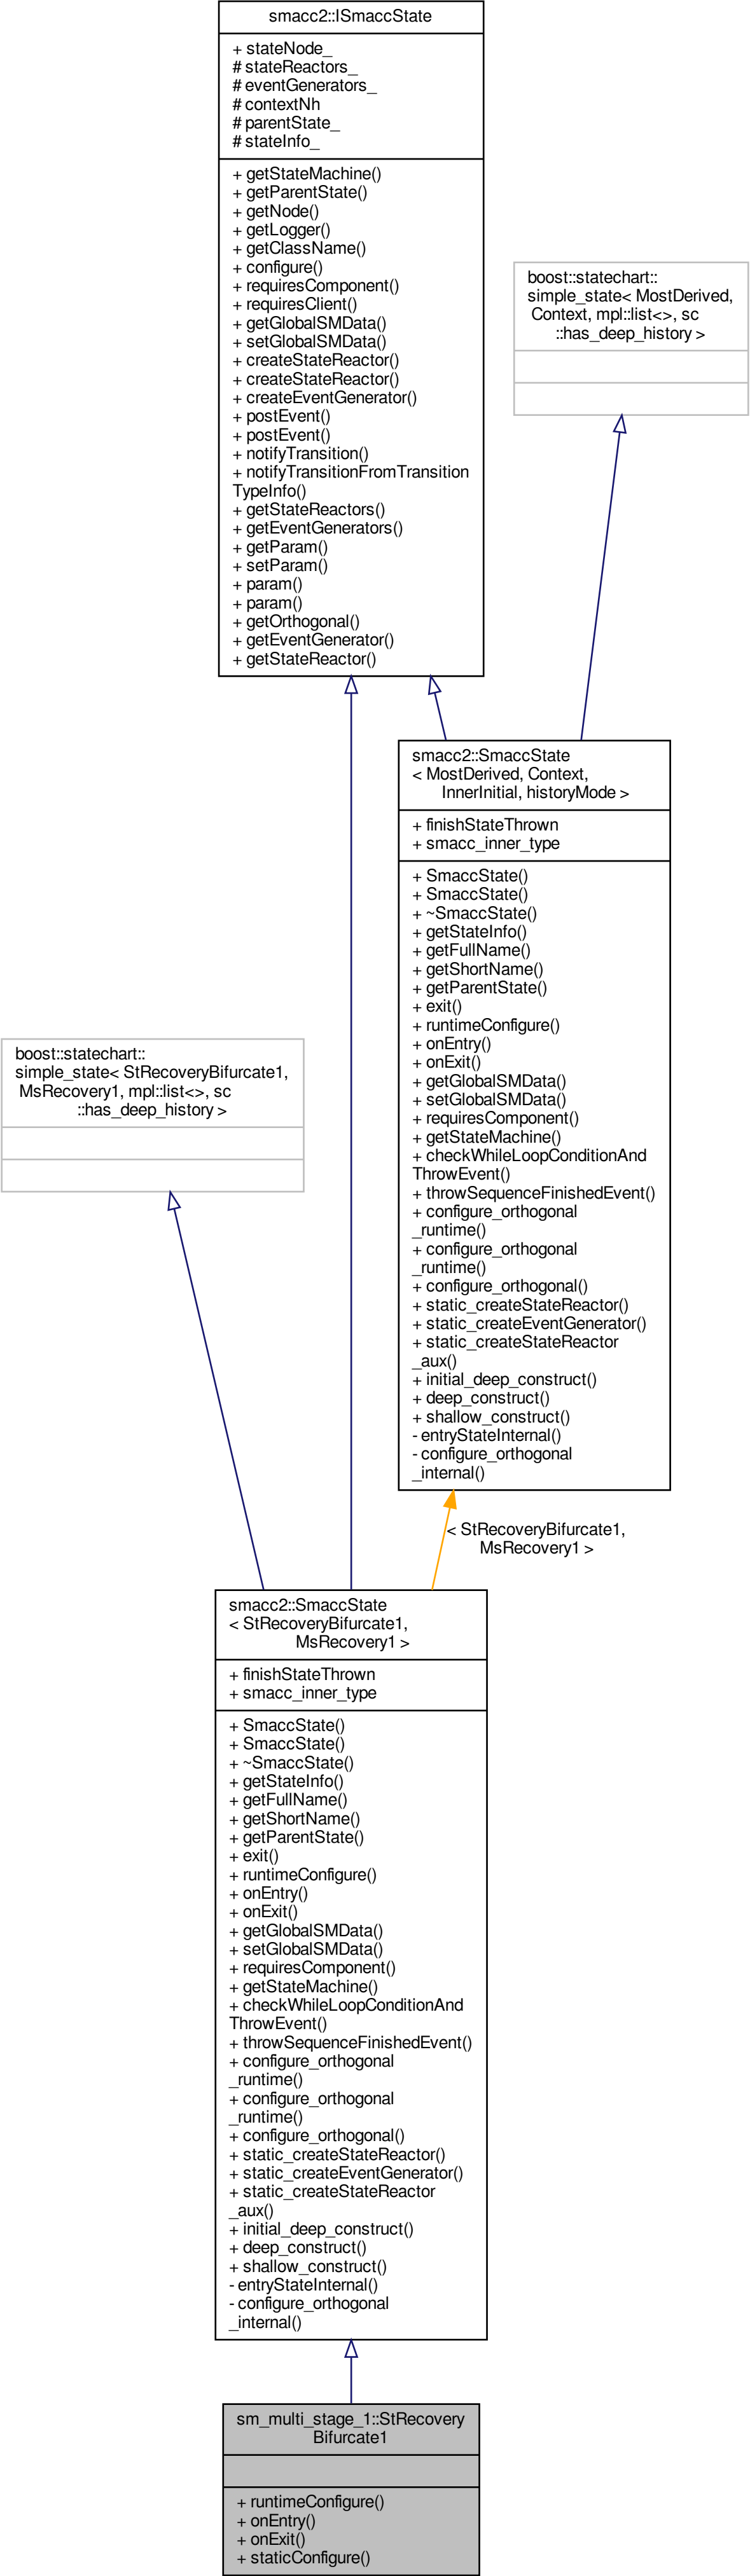 smacc2::ISmaccState
+ stateNode_
# stateReactors_
# eventGenerators_
# contextNh
# parentState_
# stateInfo_
+ getStateMachine()
+ getParentState()
+ getNode()
+ getLogger()
+ getClassName()
+ configure()
+ requiresComponent()
+ requiresClient()
+ getGlobalSMData()
+ setGlobalSMData()
+ createStateReactor()
+ createStateReactor()
+ createEventGenerator()
+ postEvent()
+ postEvent()
+ notifyTransition()
+ notifyTransitionFromTransition
TypeInfo()
+ getStateReactors()
+ getEventGenerators()
+ getParam()
+ setParam()
+ param()
+ param()
+ getOrthogonal()
+ getEventGenerator()
+ getStateReactor()
boost::statechart::
simple_state< MostDerived,
Context, mpl::list<>, sc
::has_deep_history >
smacc2::SmaccState
< MostDerived, Context,
InnerInitial, historyMode >
+ finishStateThrown
+ smacc_inner_type
+ SmaccState()
+ SmaccState()
+ ~SmaccState()
+ getStateInfo()
+ getFullName()
+ getShortName()
+ getParentState()
+ exit()
+ runtimeConfigure()
+ onEntry()
+ onExit()
+ getGlobalSMData()
+ setGlobalSMData()
+ requiresComponent()
+ getStateMachine()
+ checkWhileLoopConditionAnd
ThrowEvent()
+ throwSequenceFinishedEvent()
+ configure_orthogonal
_runtime()
+ configure_orthogonal
_runtime()
+ configure_orthogonal()
+ static_createStateReactor()
+ static_createEventGenerator()
+ static_createStateReactor
_aux()
+ initial_deep_construct()
+ deep_construct()
+ shallow_construct()
- entryStateInternal()
- configure_orthogonal
_internal()
boost::statechart::
simple_state< StRecoveryBifurcate1,
MsRecovery1, mpl::list<>, sc
::has_deep_history >
< StRecoveryBifurcate1,
MsRecovery1 >
smacc2::SmaccState
< StRecoveryBifurcate1,
MsRecovery1 >
+ finishStateThrown
+ smacc_inner_type
+ SmaccState()
+ SmaccState()
+ ~SmaccState()
+ getStateInfo()
+ getFullName()
+ getShortName()
+ getParentState()
+ exit()
+ runtimeConfigure()
+ onEntry()
+ onExit()
+ getGlobalSMData()
+ setGlobalSMData()
+ requiresComponent()
+ getStateMachine()
+ checkWhileLoopConditionAnd
ThrowEvent()
+ throwSequenceFinishedEvent()
+ configure_orthogonal
_runtime()
+ configure_orthogonal
_runtime()
+ configure_orthogonal()
+ static_createStateReactor()
+ static_createEventGenerator()
+ static_createStateReactor
_aux()
+ initial_deep_construct()
+ deep_construct()
+ shallow_construct()
- entryStateInternal()
- configure_orthogonal
_internal()
sm_multi_stage_1::StRecovery
Bifurcate1
+ runtimeConfigure()
+ onEntry()
+ onExit()
+ staticConfigure()